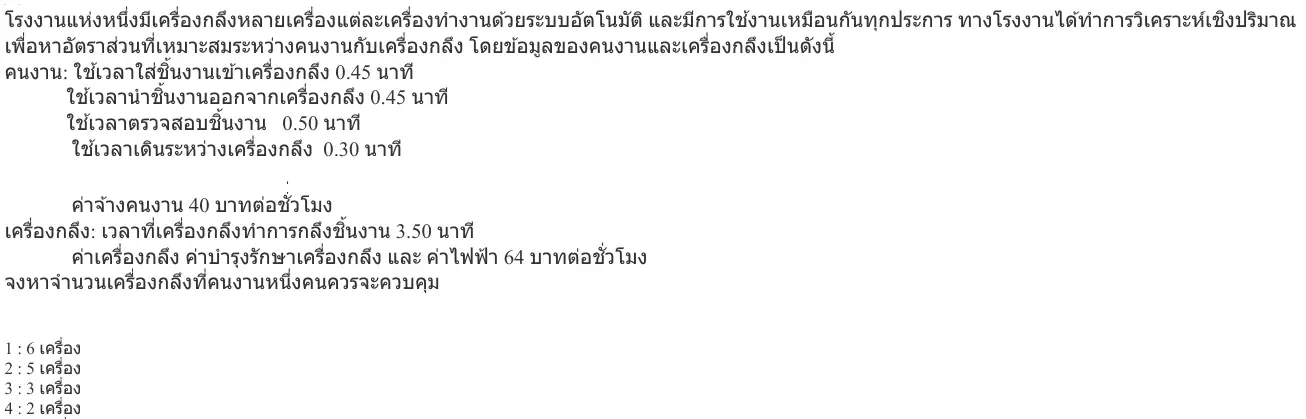 โรงงานแห่งหนึ่งมีเครื่องกลึงหลายเครื่องแต่ละเครื่องทำงานด้วยระบบอัตโนมัติ และมีการใช้งานเหมือนกันทุกประการ ทางโรงงานได้ทำการวิเคราะห์เชิงปริมาณ
เพื่อหาอัตราส่วนที่เหมาะสมระหว่างคนงานกับเครื่องกลึง โดยข้อมูลของคนงานและเครื่องกลึงเป็นดังนี้
คนงาน: ใช้เวลาใส่ชิ้นงานเข้าเครื่องกลึง 0.45 นาที
ใช้เวลานำชิ้นงานออกจากเครื่องกลึง 0.45 นาที
ใช้เวลาตรวจสอบชิ้นงาน 0.50 นาที
ใช้เวลาเดินระหว่างเครื่องกลึง 0.30 นาที
ค่าจ้างคนงาน 40 บาทต่อชั่วโมง
เครื่องกลึง: เวลาที่เครื่องกลึงทำการกลึงชิ้นงาน 3.50 นาที
ค่าเครื่องกลึง ค่าบำรุงรักษาเครื่องกลึง และ ค่าไฟฟ้า 64 บาทต่อชั่วโมง
จงหาจำนวนเครื่องกลึงที่คนงานหนึ่งคนควรจะควบคุม
1 : 6 เครื่อง
2 : 5 เครื่อง
3 : 3 เครื่อง
4 : 2 เครื่อง